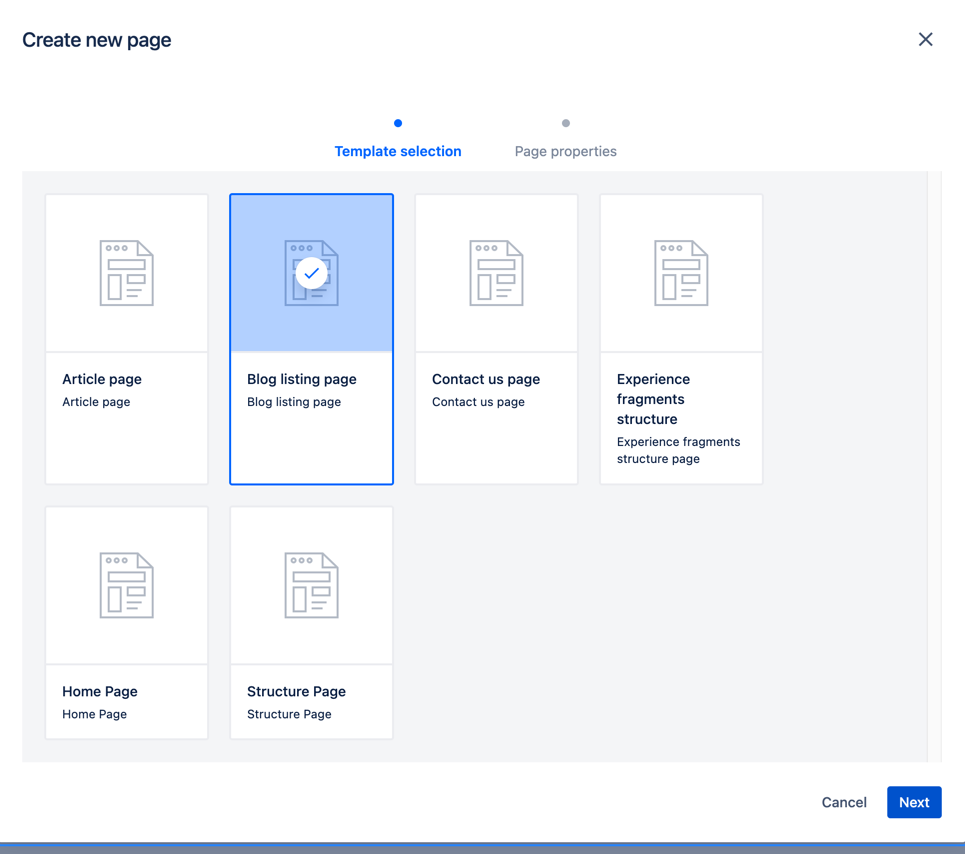 Create new page
Template selection
Page properties
Article page
Article page
Blog listing page
Blog listing page
Contact us page
Contact us page
Experience
fragments
structure
Experience fragments
structure page
Home Page
Home Page
Structure Page
Structure Page
Cancel
Next